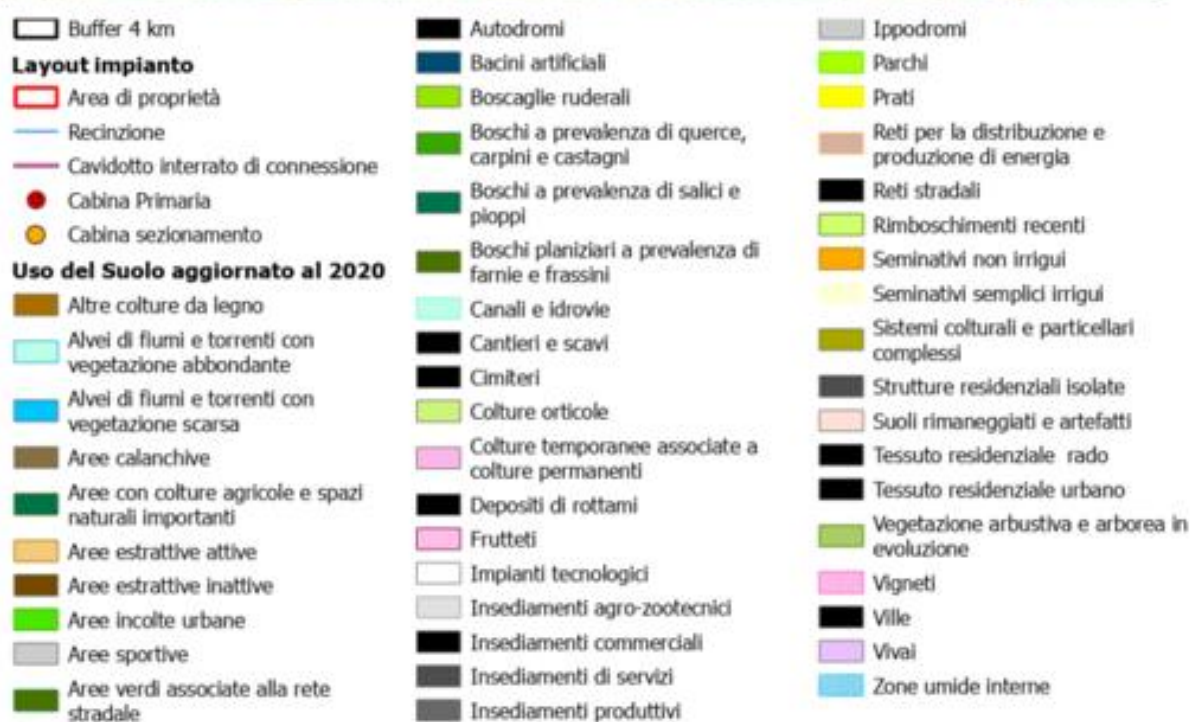 Buffer 4 km
Layout impianto
Area di proprietà
Recinzione
Cavidotto interrato di connessione
Cabina Primaria
Cabina sezionamento
Uso del Suolo aggiornato al 2020
Altre colture da legno
Alvei di fiumi e torrenti con
vegetazione abbondante
Alvei di fiumi e torrenti con
vegetazione scarsa
Aree calanchive
Aree con colture agricole e spazi
naturali importanti
Aree estrattive attive
Aree estrattive inattive
Aree incolte urbane
Aree sportive
Aree verdi associate alla rete
stradale
Autodromi
Bacini artificiali
Boscaglie ruderali
Boschi a prevalenza di querce,
carpini e castagni
Boschi a prevalenza di salici e
pioppi
Boschi planiziari a prevalenza di
farnie e frassini
Canali e idrovie
Cantieri e scavi
Cimiteri
Colture orticole
Colture temporanee associate a
colture permanenti
Depositi di rottami
Frutteti
Impianti tecnologici
Insediamenti agro-zootecnici
Insediamenti commerciali
Insediamenti di servizi
Insediamenti produttivi
Ippodromi
Parchi
Prati
Reti per la distribuzione e
produzione di energia
Reti stradali
Rimboschimenti recenti
Seminativi non irrigui
Seminativi semplici irrigui
Sistemi colturali e particellari
complessi
Strutture residenziali isolate
Suoli rimaneggiati e artefatti
Tessuto residenziale rado
Tessuto residenziale urbano
Vegetazione arbustiva e arborea in
evoluzione
Vigneti
Ville
Vivai
Zone umide interne